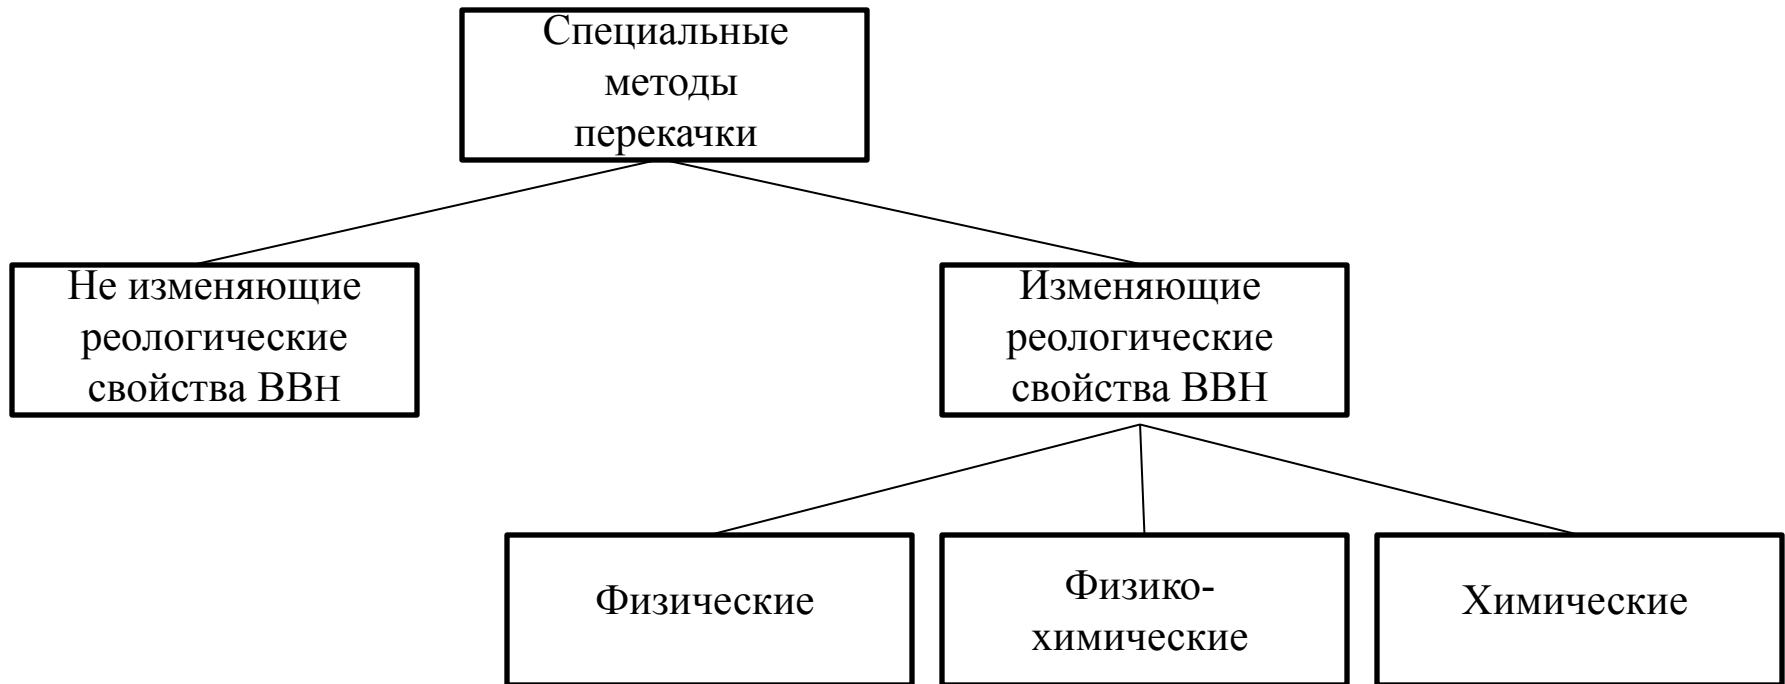 Специальные
методы
перекачки
Не изменяющие
реологические
свойства ВВН
Изменяющие
реологические
свойства ВВН
Физические
Физико-
химические
Химические